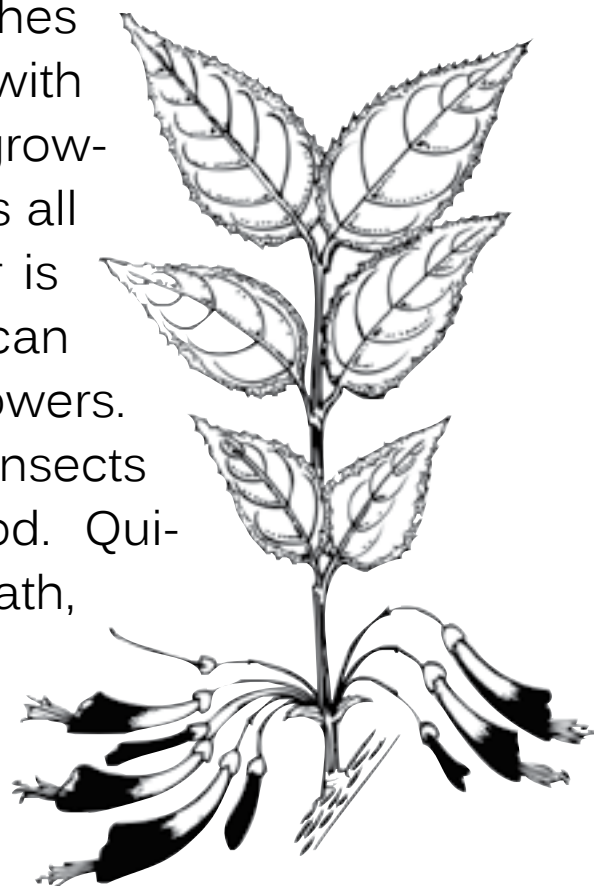 hes
with
grow-
s all
is
can
owers.
nsects
od. Qui-
ath,